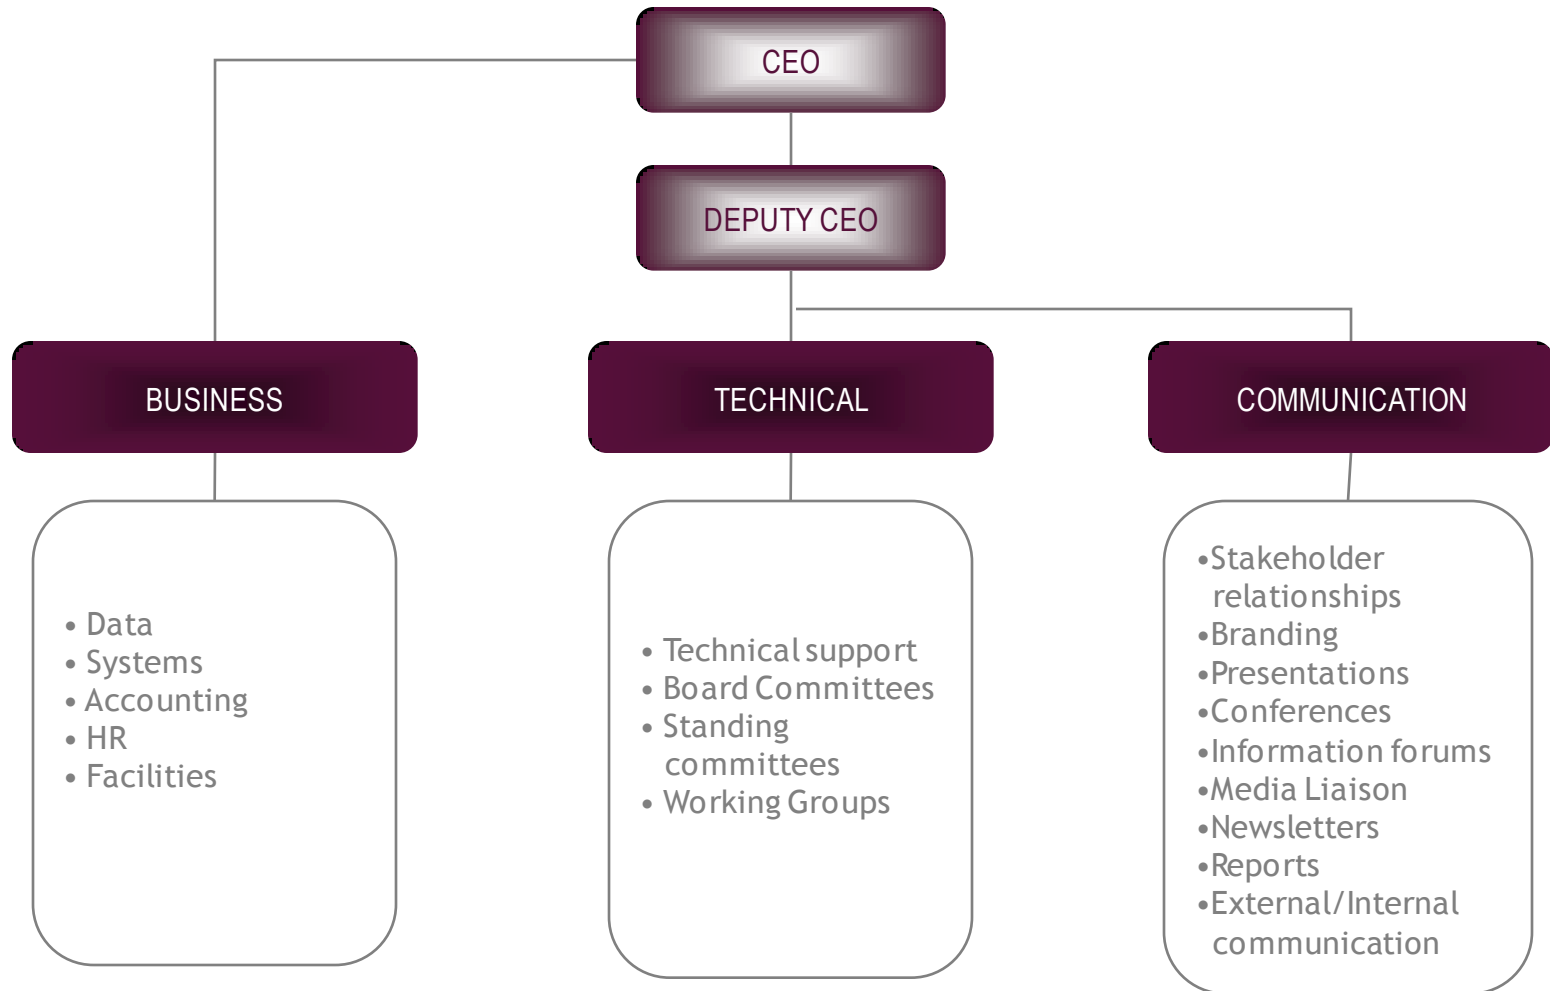 CEO
DEPUTY CEO
BUSINESS
TECHNICAL
COMMUNICATION
• Data
• Systems
• Accounting
• HR
• Facilities
• Technical support
• Board Committees
• Standing
committees
• Working Groups
•Stakeholder
relationships
•Branding
•Presentations
•Conferences
•Information forums
•Media Liaison
•Newsletters
•Reports
•External/Internal
communication